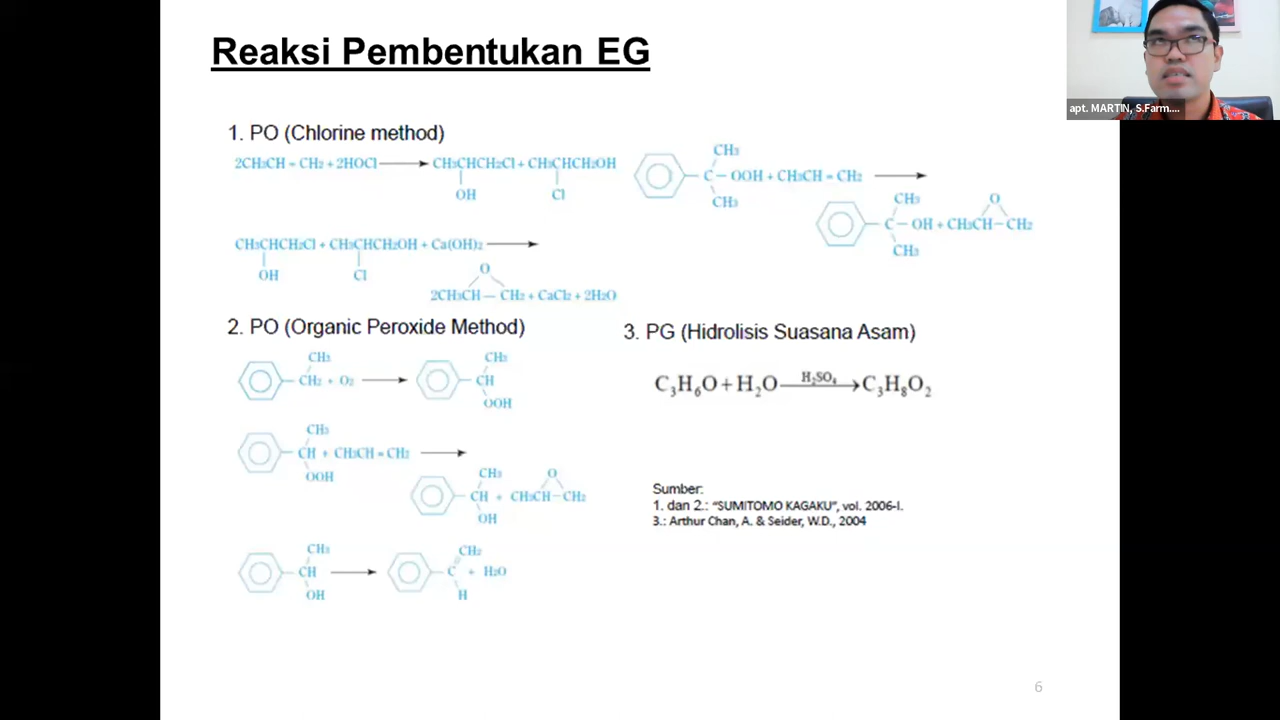 Reaksi Pembentukan EG
apt. MARTIN, S.Farm....
1. PO (Chlorine method)
2CH₃CH = CH₂ + 2HOCl → CH₃CHCH₂Cl + CH₃CHCH₂OH
OH Cl
CH₃CHCH₂Cl + CH₃CHCH₂OH + Ca(OH)₂ →
OH Cl
O
2CH₃CH — CH₂ + CaCl₂ + 2H₂O
CH₃
C – OOH + CH₃CH = CH₂ →
CH₃
CH₃ O
C – OH + CH₃CH – CH₂
CH₃
2. PO (Organic Peroxide Method)
CH₃ CH₃
CH₂ + O₂ → CH
OOH
CH₃
CH + CH₃CH = CH₂ →
OOH
CH₃ O
CH + CH₃CH – CH₂
OH
CH₃ CH₂
CH → C + H₂O
OH H
3. PG (Hidrolisis Suasana Asam)
C₃H₆O + H₂O H₂SO₄ → C₃H₈O₂
Sumber:
1. dan 2.: “SUMITOMO KAGAKU”, vol. 2006-I.
3.: Arthur Chan, A. & Seider, W.D., 2004
6